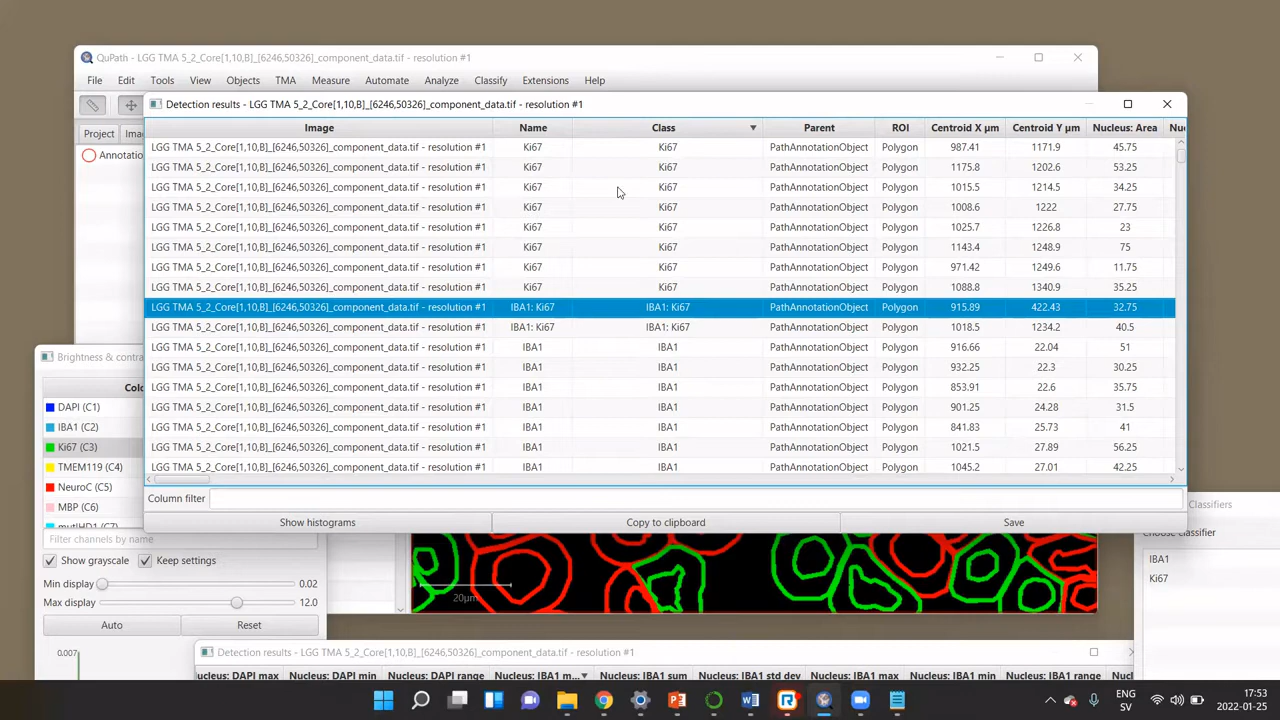 QuPath - LGG TMA 5_2_Core[1,10,B]_[6246,50326]_component_data.tif - resolution #1
File Edit Tools View Objects TMA Measure Automate Analyze Classify Extensions Help
Detection results - LGG TMA 5_2_Core[1,10,B]_[6246,50326]_component_data.tif - resolution #1
Project
Annotatio
Image Name Class Parent ROI Centroid X µm Centroid Y µm Nucleus: Area
LGG TMA 5_2_Core[1,10,B]_[6246,50326]_component_data.tif - resolution #1 Ki67 Ki67 PathAnnotationObject Polygon 987.41 1171.9 45.75
LGG TMA 5_2_Core[1,10,B]_[6246,50326]_component_data.tif - resolution #1 Ki67 Ki67 PathAnnotationObject Polygon 1175.8 1202.6 53.25
LGG TMA 5_2_Core[1,10,B]_[6246,50326]_component_data.tif - resolution #1 Ki67 Ki67 PathAnnotationObject Polygon 1015.5 1214.5 34.25
LGG TMA 5_2_Core[1,10,B]_[6246,50326]_component_data.tif - resolution #1 Ki67 Ki67 PathAnnotationObject Polygon 1008.6 1222 27.75
LGG TMA 5_2_Core[1,10,B]_[6246,50326]_component_data.tif - resolution #1 Ki67 Ki67 PathAnnotationObject Polygon 1025.7 1226.8 23
LGG TMA 5_2_Core[1,10,B]_[6246,50326]_component_data.tif - resolution #1 Ki67 Ki67 PathAnnotationObject Polygon 1143.4 1248.9 75
LGG TMA 5_2_Core[1,10,B]_[6246,50326]_component_data.tif - resolution #1 Ki67 Ki67 PathAnnotationObject Polygon 971.42 1249.6 11.75
LGG TMA 5_2_Core[1,10,B]_[6246,50326]_component_data.tif - resolution #1 Ki67 Ki67 PathAnnotationObject Polygon 1088.8 1340.9 35.25
LGG TMA 5_2_Core[1,10,B]_[6246,50326]_component_data.tif - resolution #1 IBA1: Ki67 IBA1: Ki67 PathAnnotationObject Polygon 915.89 422.43 32.75
LGG TMA 5_2_Core[1,10,B]_[6246,50326]_component_data.tif - resolution #1 IBA1: Ki67 IBA1: Ki67 PathAnnotationObject Polygon 1018.5 1234.2 40.5
LGG TMA 5_2_Core[1,10,B]_[6246,50326]_component_data.tif - resolution #1 IBA1 IBA1 PathAnnotationObject Polygon 916.66 22.04 51
LGG TMA 5_2_Core[1,10,B]_[6246,50326]_component_data.tif - resolution #1 IBA1 IBA1 PathAnnotationObject Polygon 932.25 22.3 30.25
LGG TMA 5_2_Core[1,10,B]_[6246,50326]_component_data.tif - resolution #1 IBA1 IBA1 PathAnnotationObject Polygon 853.91 22.6 35.75
LGG TMA 5_2_Core[1,10,B]_[6246,50326]_component_data.tif - resolution #1 IBA1 IBA1 PathAnnotationObject Polygon 901.25 24.28 31.5
LGG TMA 5_2_Core[1,10,B]_[6246,50326]_component_data.tif - resolution #1 IBA1 IBA1 PathAnnotationObject Polygon 841.83 25.73 41
LGG TMA 5_2_Core[1,10,B]_[6246,50326]_component_data.tif - resolution #1 IBA1 IBA1 PathAnnotationObject Polygon 1021.5 27.89 56.25
LGG TMA 5_2_Core[1,10,B]_[6246,50326]_component_data.tif - resolution #1 IBA1 IBA1 PathAnnotationObject Polygon 1045.2 27.01 42.25
Column filter
Show histograms Copy to clipboard Save
Brightness & contra
Colo
DAPI (C1)
IBA1 (C2)
Ki67 (C3)
TMEM119 (C4)
NeuroC (C5)
MBP (C6)
mutIHD1 (C7)
Filter channels by name
Show grayscale Keep settings
Min display 0.02
Max display 12.0
Auto Reset
0.007
20µm
Classifiers
IBA1
Ki67
Detection results - LGG TMA 5_2_Core[1,10,B]_[6246,50326]_component_data.tif - resolution #1
ucleus: DAPI max Nucleus: DAPI min Nucleus: DAPI range Nucleus: IBA1 m... Nucleus: IBA1 sum Nucleus: IBA1 std dev Nucleus: IBA1 max Nucleus: IBA1 min Nucleus: IBA1 range
ENG
SV
17:53
2022-01-25